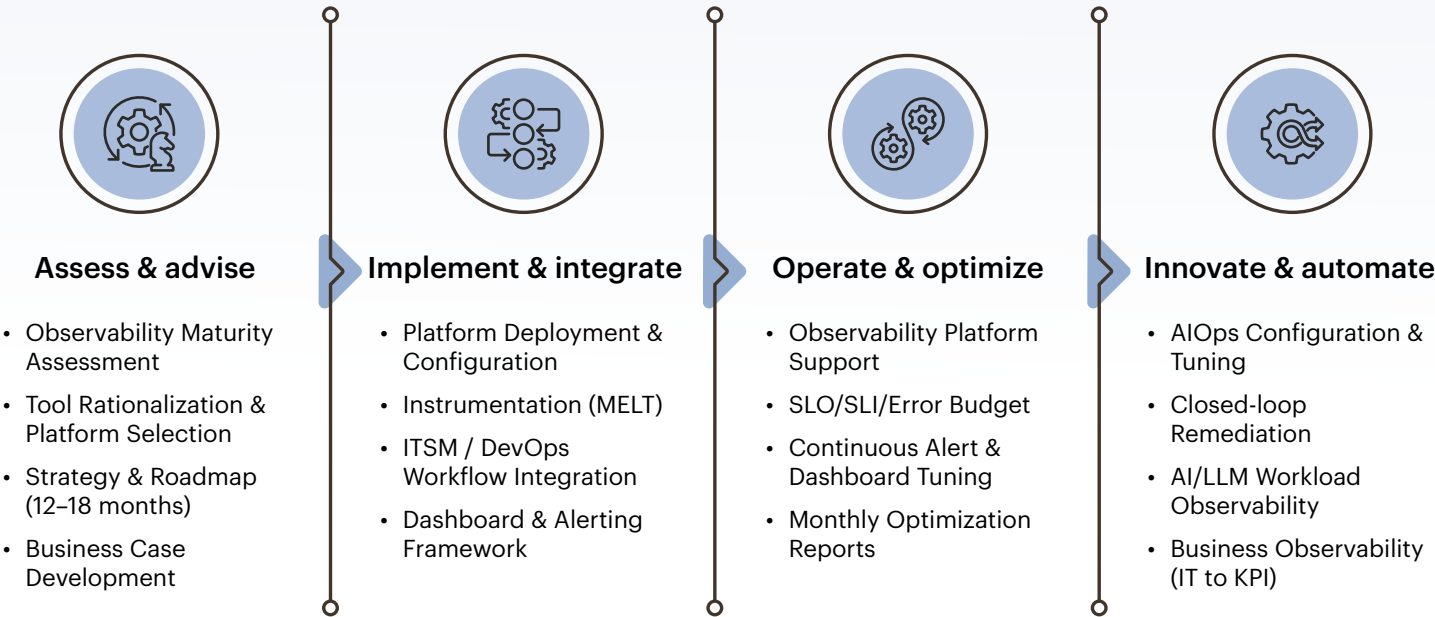 Assess & advise
• Observability Maturity
Assessment
• Tool Rationalization &
Platform Selection
• Strategy & Roadmap
(12–18 months)
• Business Case
Development
Implement & integrate
• Platform Deployment &
Configuration
• Instrumentation (MELT)
• ITSM / DevOps
Workflow Integration
• Dashboard & Alerting
Framework
Operate & optimize
• Observability Platform
Support
• SLO/SLI/Error Budget
• Continuous Alert &
Dashboard Tuning
• Monthly Optimization
Reports
Innovate & automate
• AIOps Configuration &
Tuning
• Closed-loop
Remediation
• AI/LLM Workload
Observability
• Business Observability
(IT to KPI)